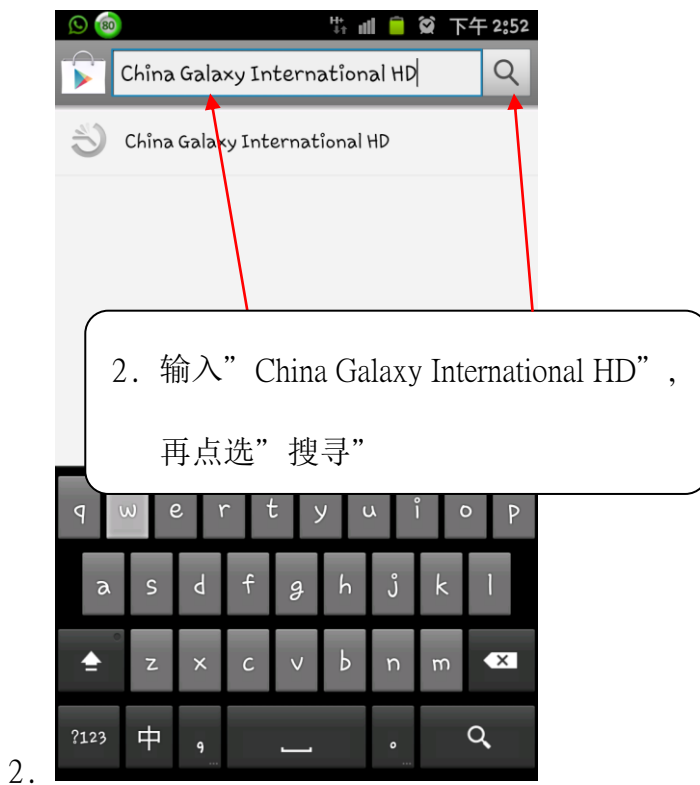 80 下午 2:52
China Galaxy International HD
China Galaxy International HD
2. 输入”China Galaxy International HD”,
再点选”搜寻”
q w e r t y u i o p
a s d f g h j k l
z x c v b n m
?123 中 , 。
2.